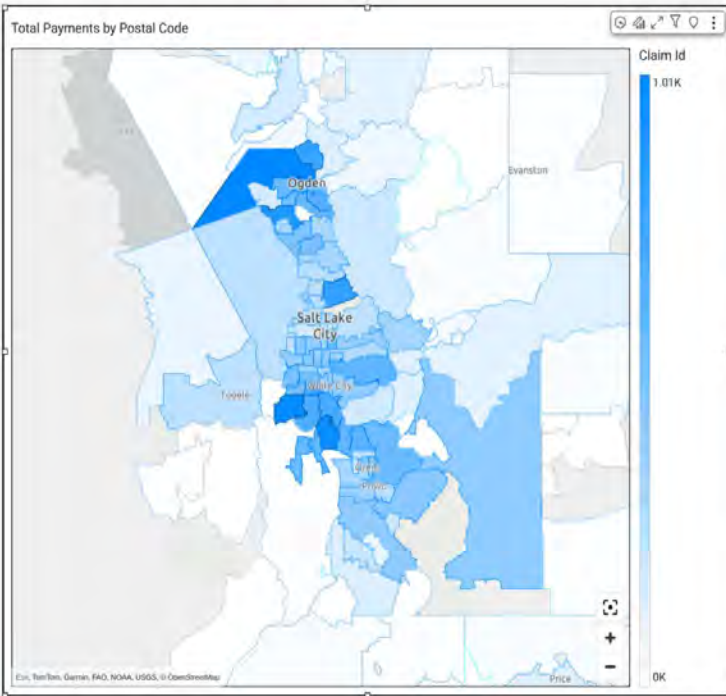 Total Payments by Postal Code
Claim Id
1.01K
Evanston
Ogden
Salt Lake
City
Tooele
Provo
Price
0K
Esri, TomTom, Garmin, FAO, NOAA, USGS, © OpenStreetMap